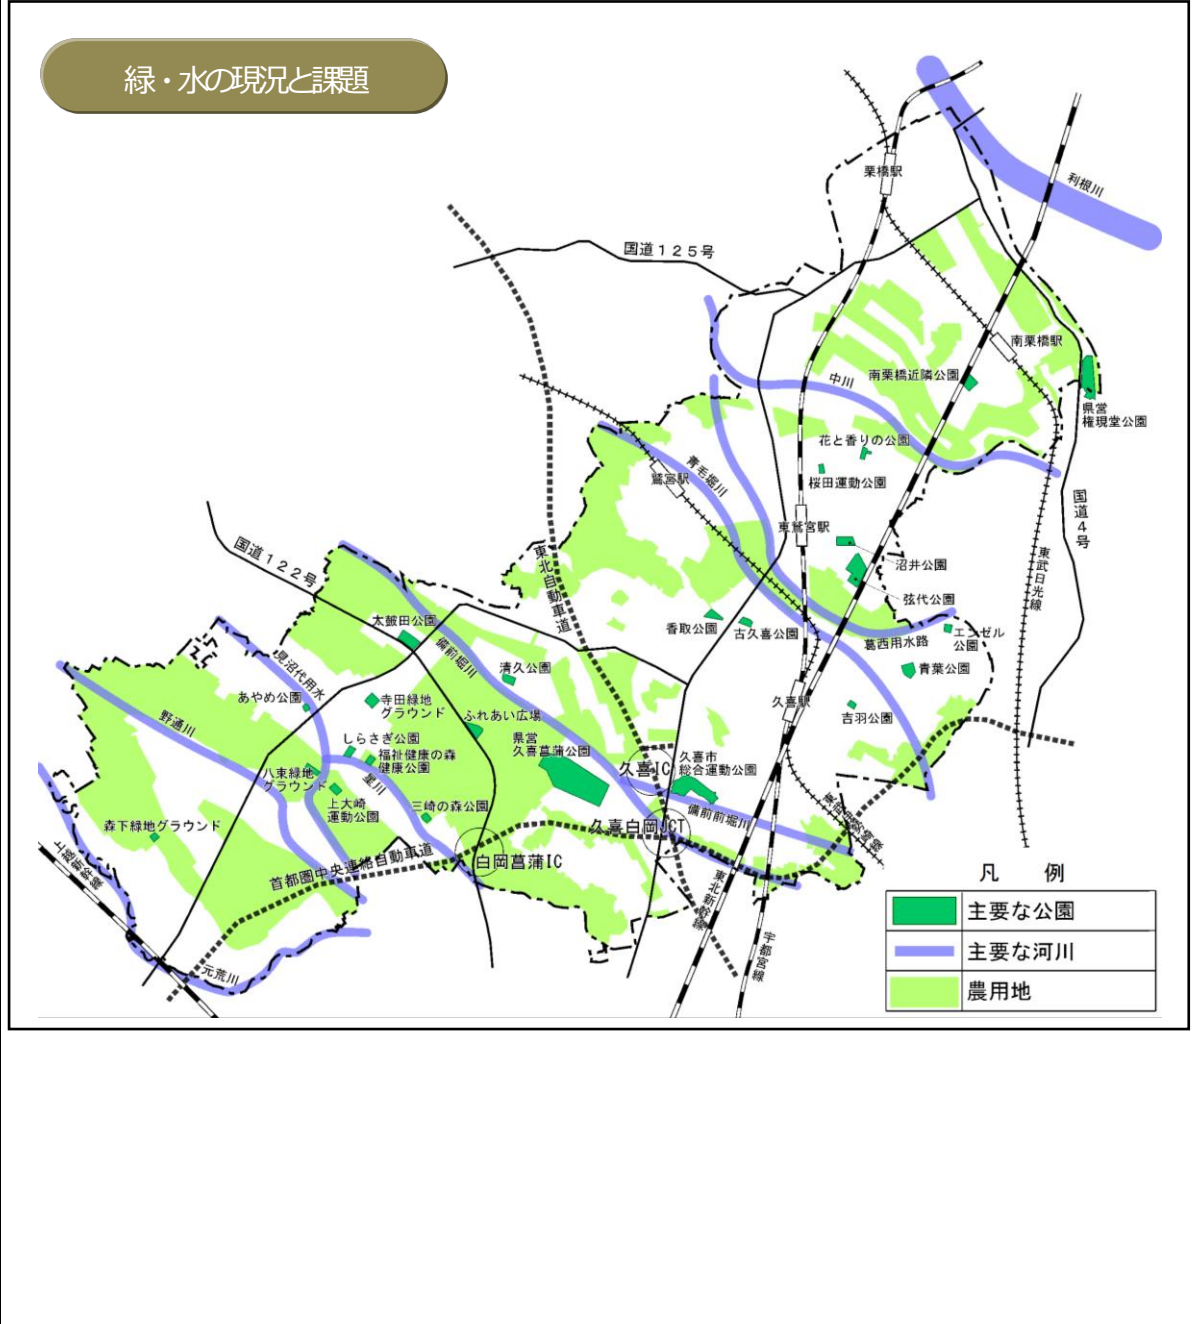 緑・水の現況と課題
栗橋駅
利根川
国道１２５号
南栗橋駅
南栗橋近隣公園
中川
県営
権現堂公園
花と香りの公園
桜田運動公園
青毛堀川
鷲宮駅
東鷲宮駅
国道４号
東北自動車道
東武日光線
国道１２２号
沼井公園
弦代公園
太皷田公園
香取公園
古久喜公園
葛西用水路
エンゼル
公園
備前堀川
清久公園
青葉公園
見沼代用水
あやめ公園
寺田緑地
グラウンド
久喜駅
吉羽公園
野通川
ふれあい広場
しらさぎ公園
県営
久喜菖蒲公園
福祉健康の森
健康公園
久喜市
総合運動公園
久喜IC
八束緑地
グラウンド
星川
上大崎
運動公園
三崎の森公園
備前前堀川
森下緑地グラウンド
久喜白岡JCT
白岡菖蒲IC
首都圏中央連絡自動車道
上越新幹線
東北新幹線
宇都宮線
元荒川
凡　例
主要な公園
主要な河川
農用地